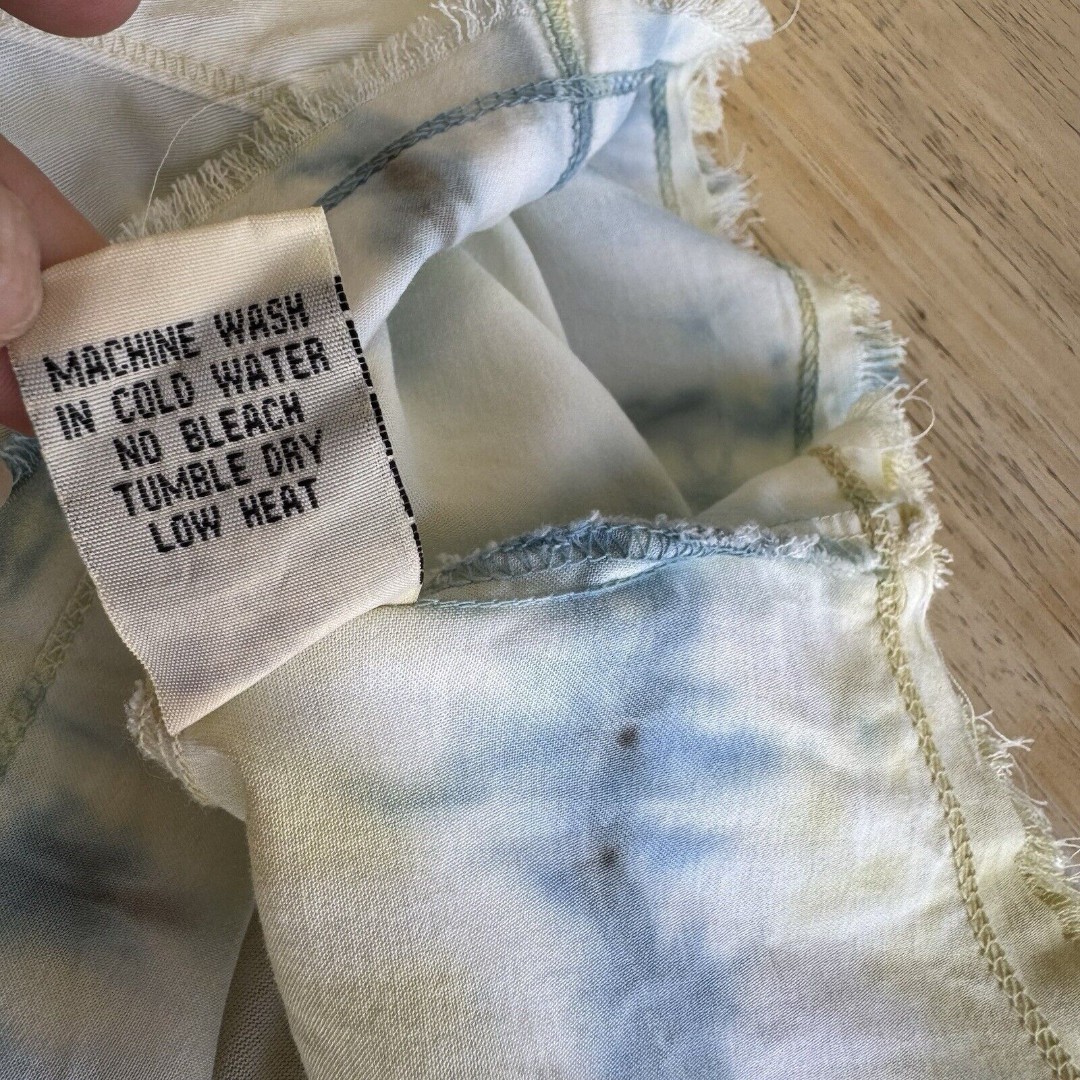 MACHINE WASH
IN COLD WATER
NO BLEACH
TUMBLE DRY
LOW HEAT